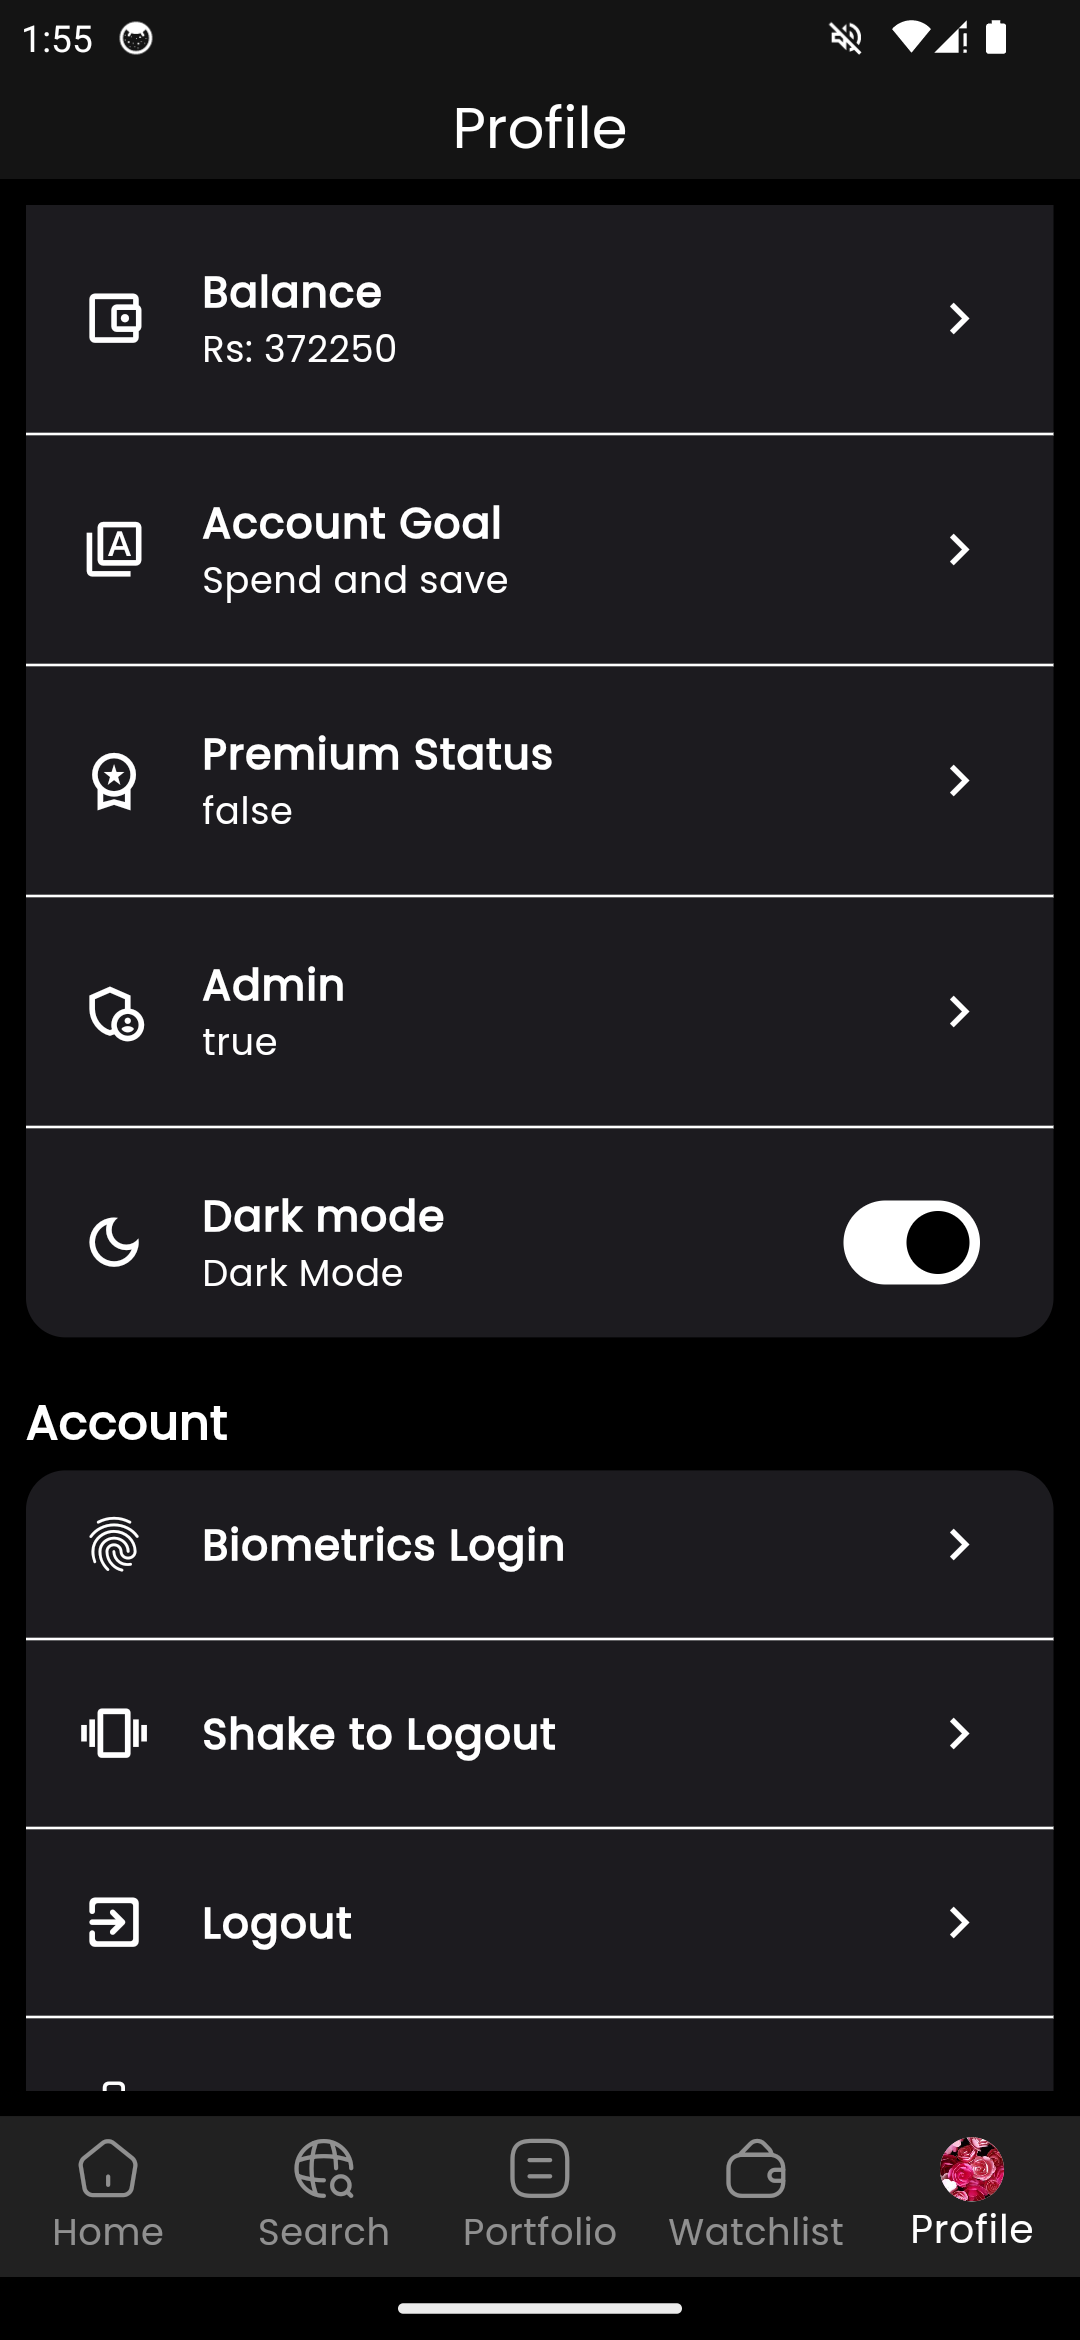 1:55
Profile
Balance
Rs: 372250
Account Goal
Spend and save
Premium Status
false
Admin
true
Dark mode
Dark Mode
Account
Biometrics Login
Shake to Logout
Logout
Home
Search
Portfolio
Watchlist
Profile